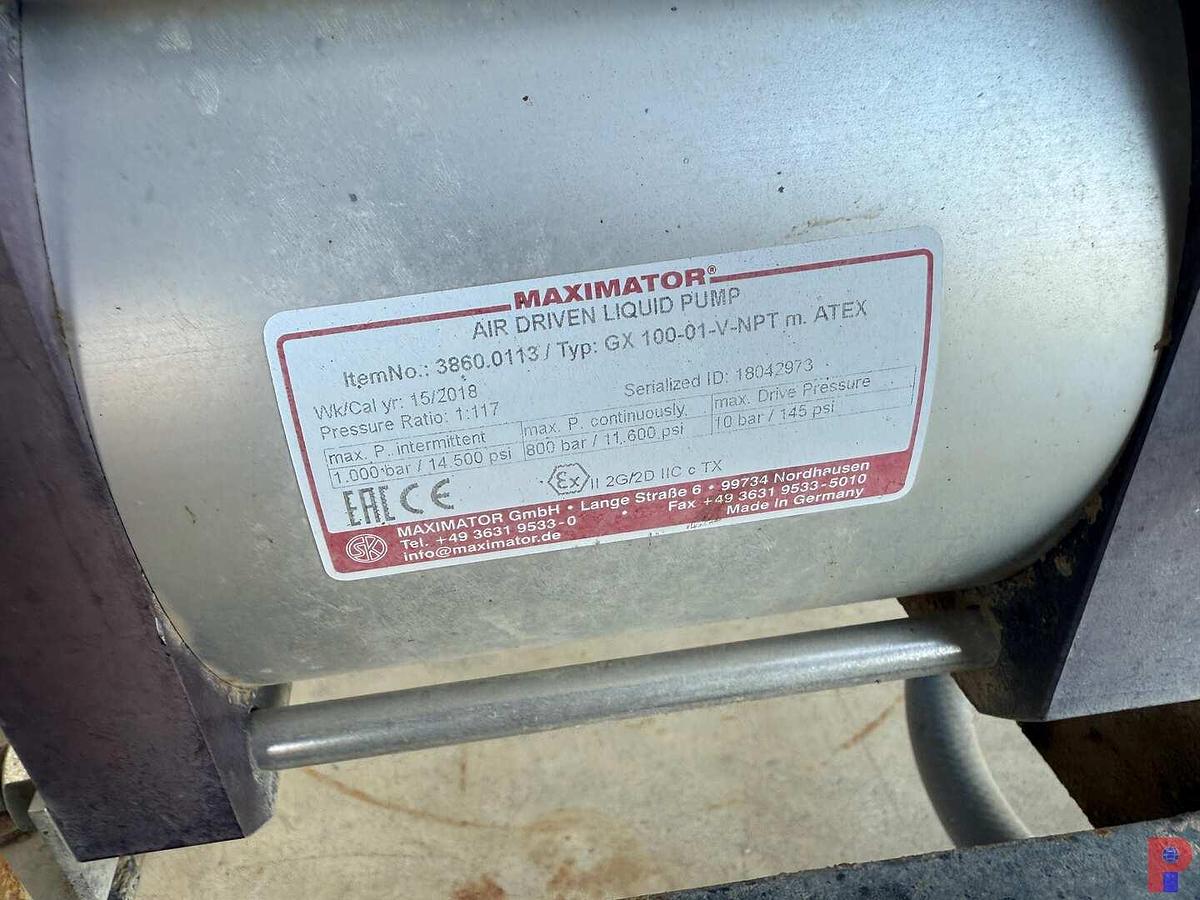 MAXIMATOR®
AIR DRIVEN LIQUID PUMP
ItemNo.: 3860.0113 / Typ: GX 100-01-V-NPT m. ATEX
Wk/Cal yr: 15/2018 Serialized ID: 18042973
Pressure Ratio: 1:117
max. P. intermittent max. P. continuously. max. Drive Pressure
1.000 bar / 14.500 psi 800 bar / 11,600 psi 10 bar / 145 psi
EAC CE Ex II 2G/2D IIC c TX
SK
MAXIMATOR GmbH • Lange Straße 6 • 99734 Nordhausen
Tel. +49 3631 9533-0 • Fax +49 3631 9533-5010
info@maximator.de Made In Germany
P